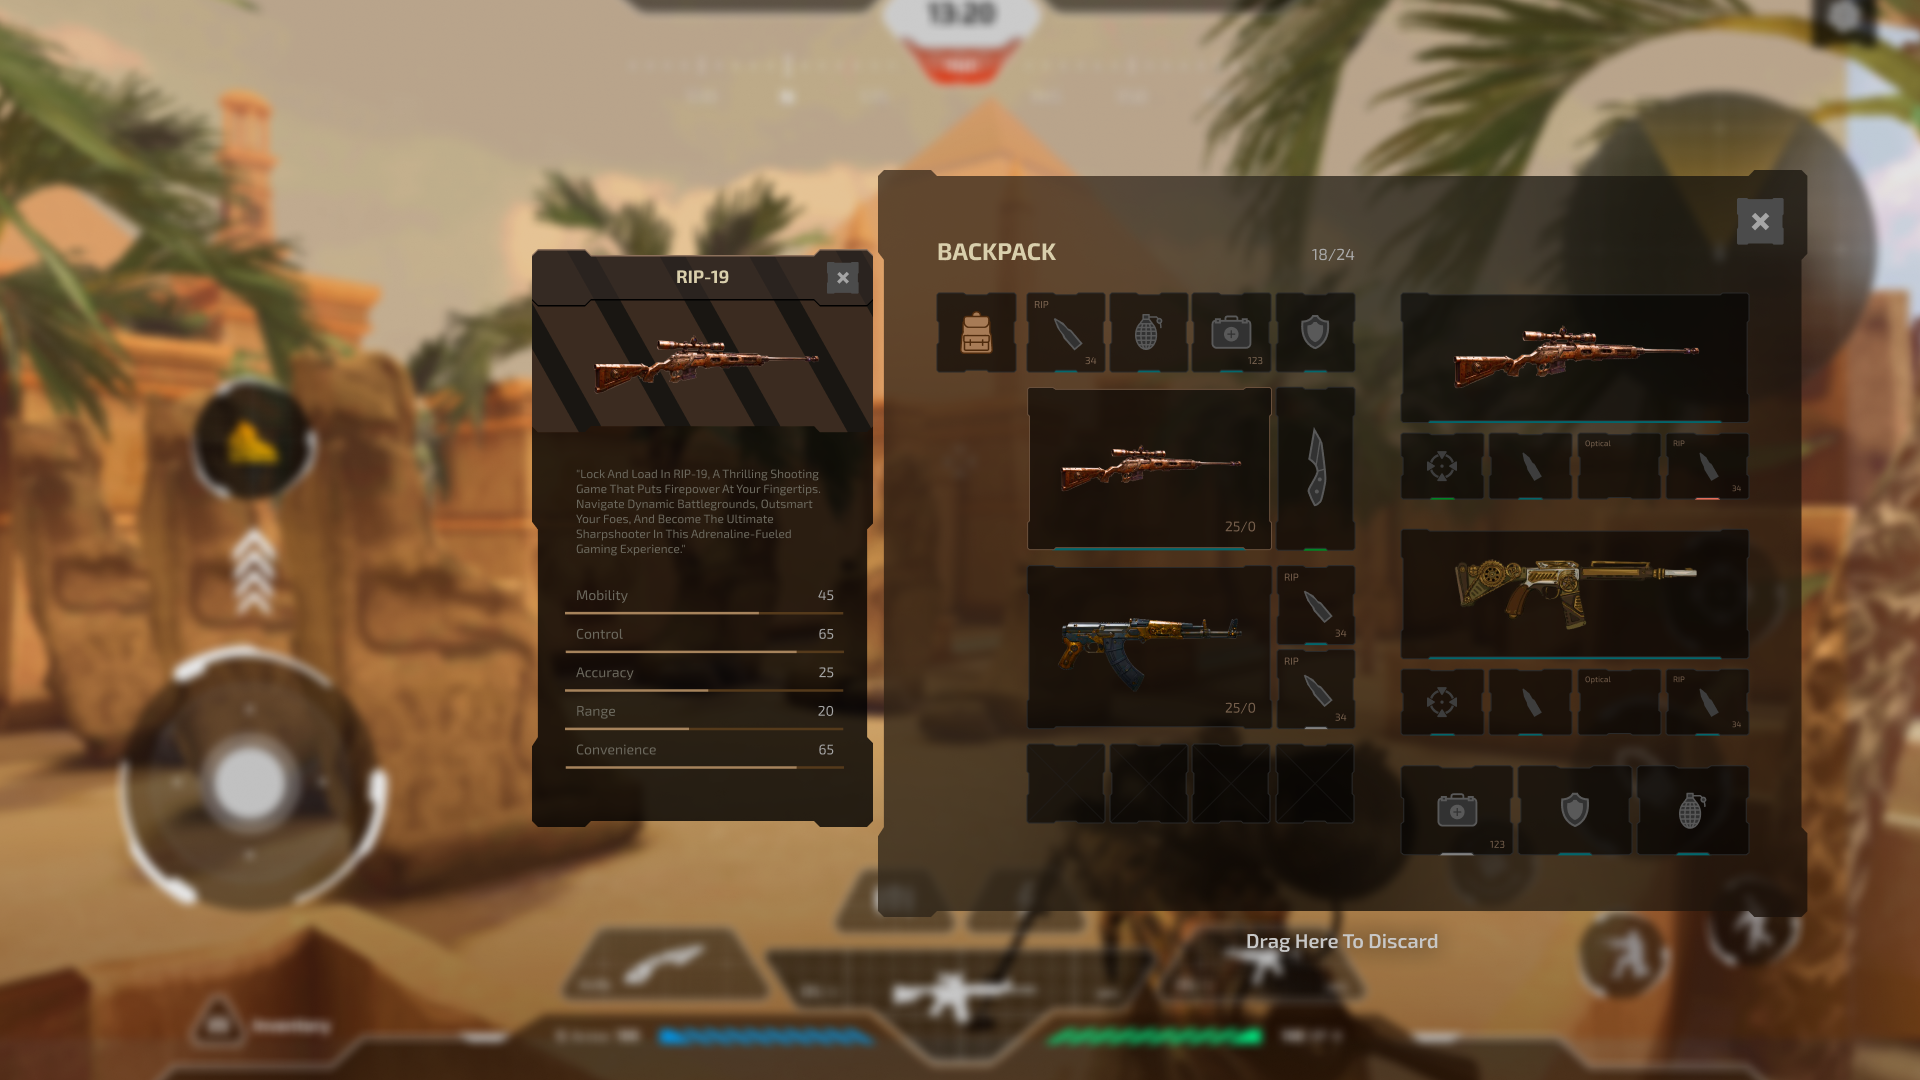 13:20
RIP-19
"Lock And Load In RIP-19, A Thrilling Shooting
Game That Puts Firepower At Your Fingertips.
Navigate Dynamic Battlegrounds, Outsmart
Your Foes, And Become The Ultimate
Sharpshooter In This Adrenaline-Fueled
Gaming Experience."
Mobility 45
Control 65
Accuracy 25
Range 20
Convenience 65
BACKPACK 18/24
RIP
34
123
25/0
RIP
34
25/0
RIP
34
Optical
RIP
34
Optical
RIP
34
123
Drag Here To Discard
Inventory